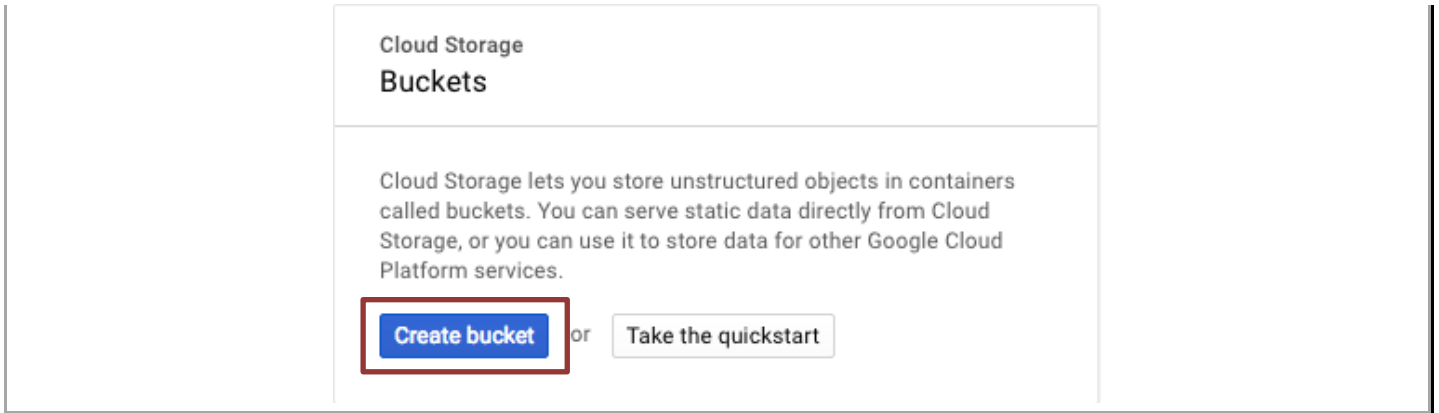 Cloud Storage
Buckets
Cloud Storage lets you store unstructured objects in containers
called buckets. You can serve static data directly from Cloud
Storage, or you can use it to store data for other Google Cloud
Platform services.
Create bucket or Take the quickstart